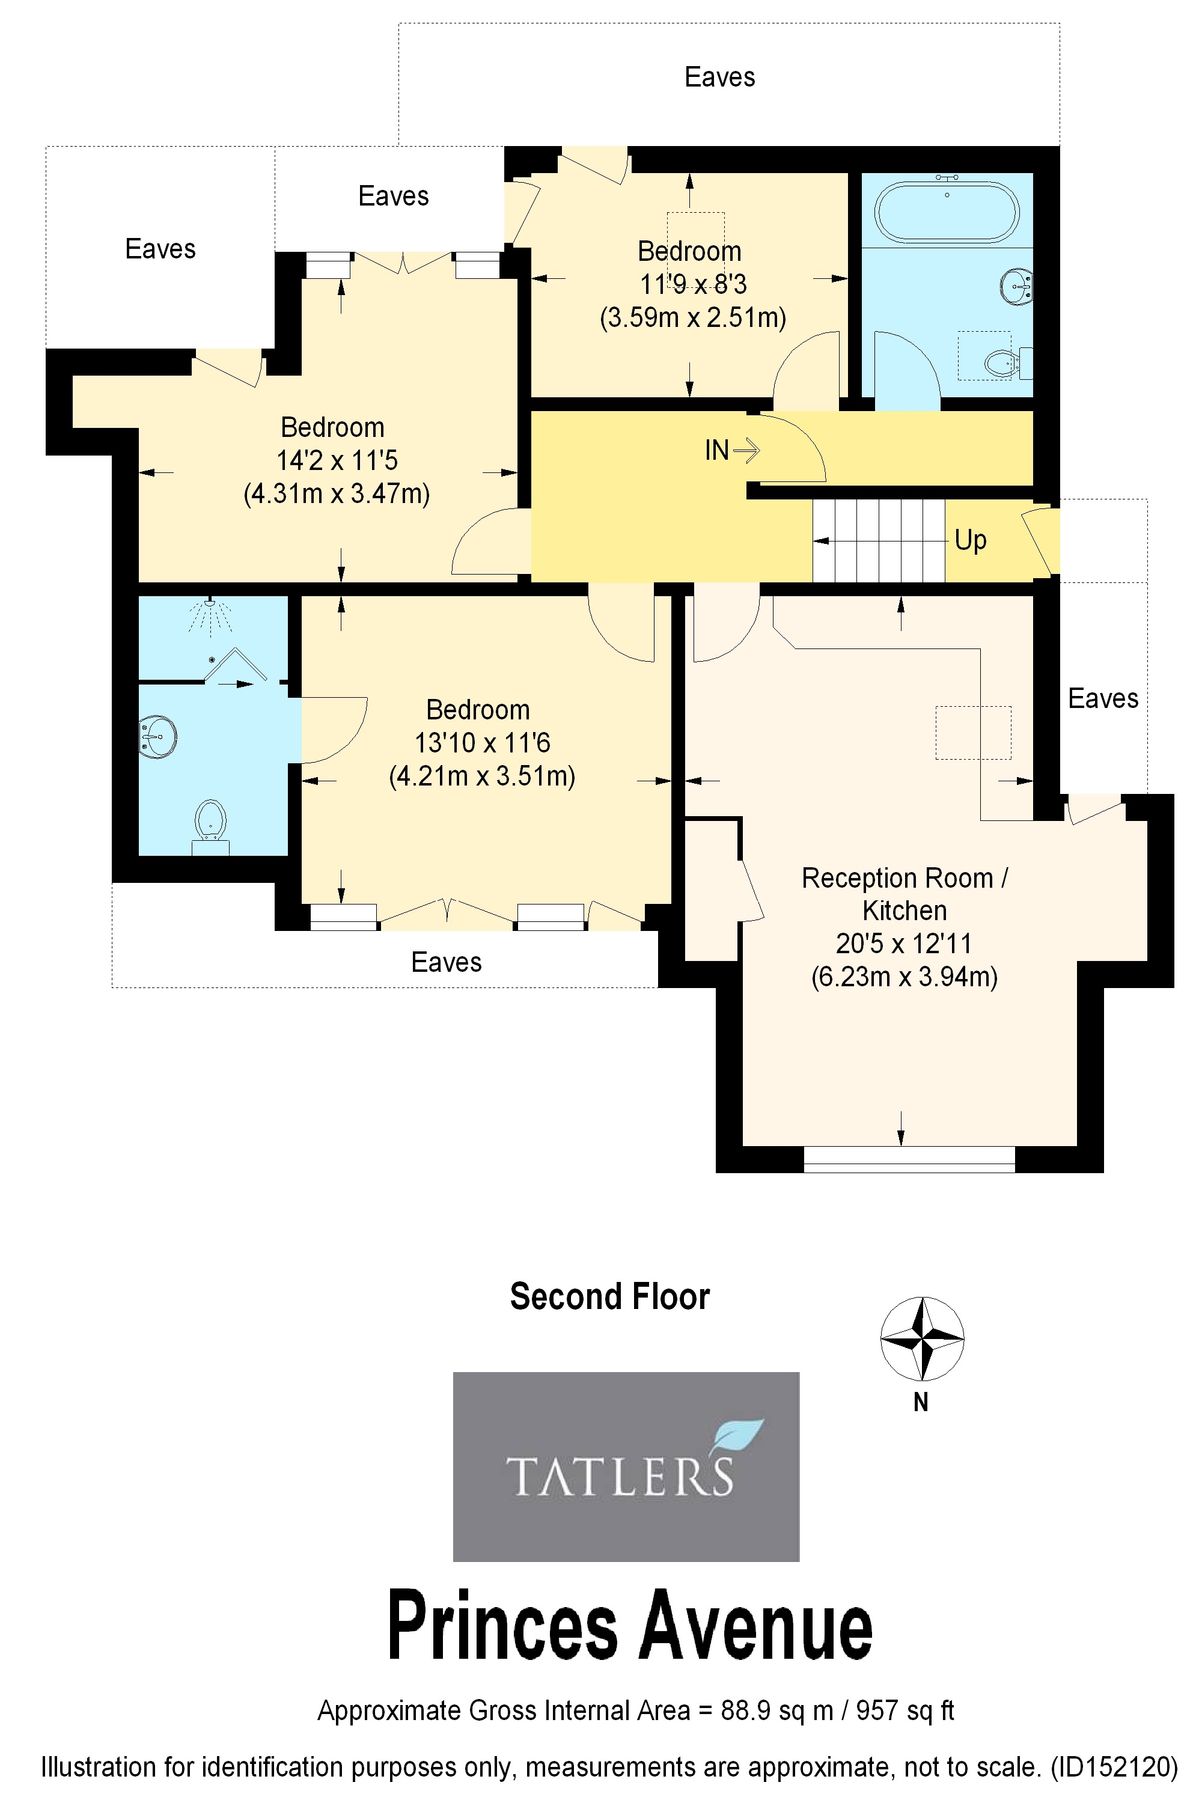 Eaves
Eaves
Eaves
Bedroom
11'9 x 8'3
(3.59m x 2.51m)
Bedroom
14'2 x 11'5
(4.31m x 3.47m)
IN
Up
Eaves
Bedroom
13'10 x 11'6
(4.21m x 3.51m)
Reception Room /
Kitchen
20'5 x 12'11
(6.23m x 3.94m)
Eaves
Second Floor
N
TATLERS
Princes Avenue
Approximate Gross Internal Area = 88.9 sq m / 957 sq ft
Illustration for identification purposes only, measurements are approximate, not to scale. (ID152120)